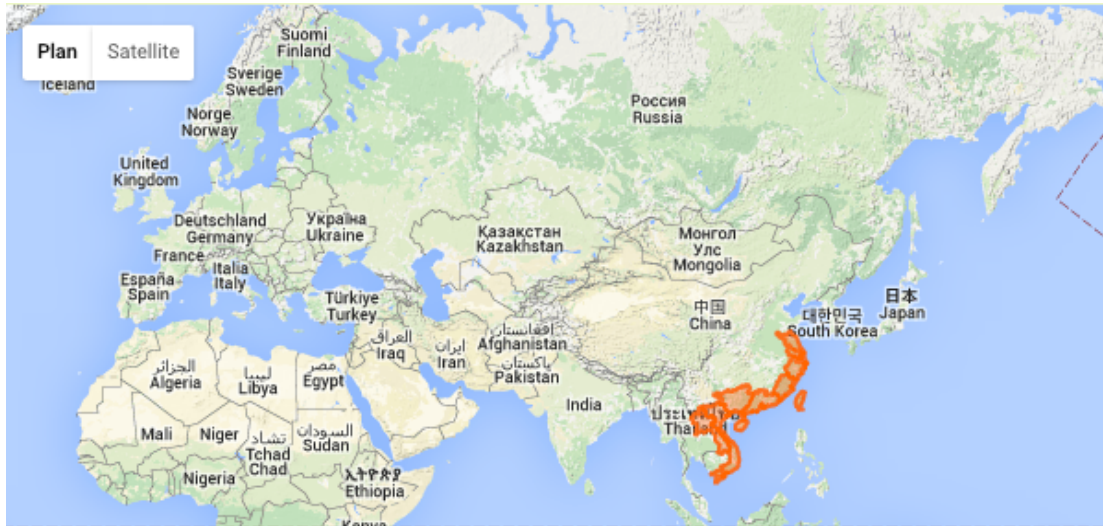 Plan
Satellite
Iceland
Suomi
Finland
Sverige
Sweden
Norge
Norway
Россия
Russia
United
Kingdom
Deutschland
Germany
Україна
Ukraine
France
Italia
Italy
España
Spain
Türkiye
Turkey
Қазақстан
Kazakhstan
Монгол
Улс
Mongolia
中国
China
대한민국
South Korea
日本
Japan
العراق
Iraq
ایران
Iran
افغانستان
Afghanistan
پاکستان
Pakistan
الجزائر
Algeria
ليبيا
Libya
مصر
Egypt
India
Thailand
Mali
Niger
تشاد
Tchad
Chad
السودان
Sudan
Nigeria
ኢትዮጵያ
Ethiopia
Kenya